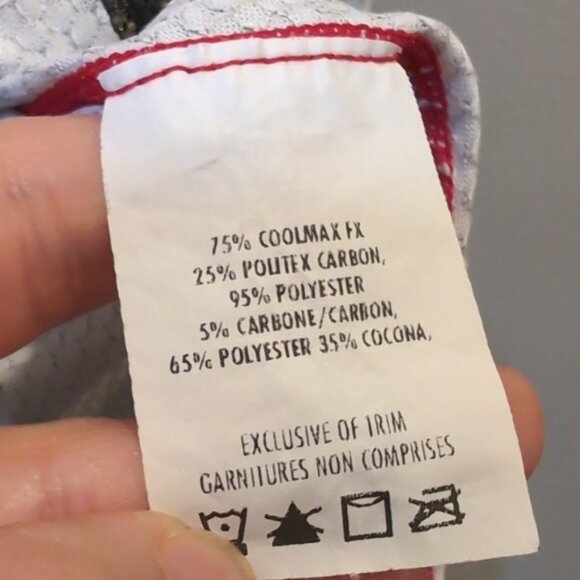 75% COOLMAX FX
25% POLITEX CARBON,
95% POLYESTER
5% CARBONE/CARBON,
65% POLYESTER 35% COCONA,
EXCLUSIVE OF TRIM
GARNITURES NON COMPRISES